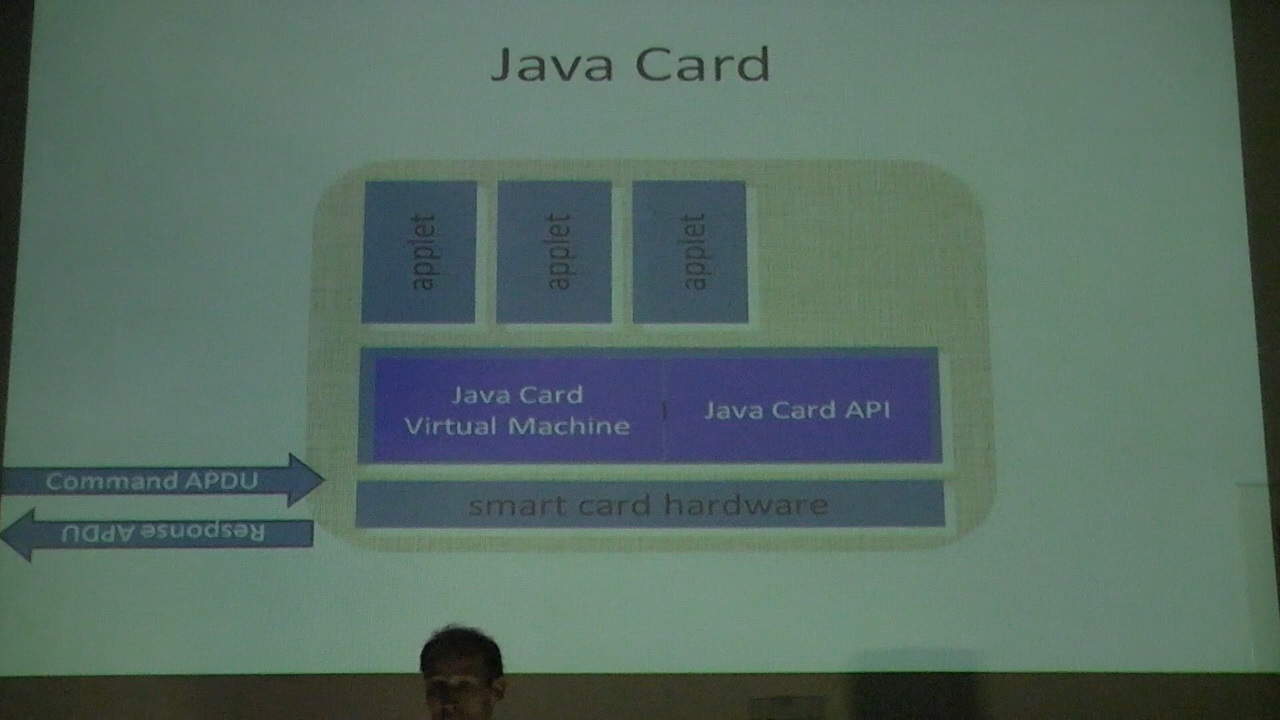 Java Card
applet
applet
applet
Java Card
Virtual Machine
Java Card API
Command APDU
smart card hardware
Response APDU